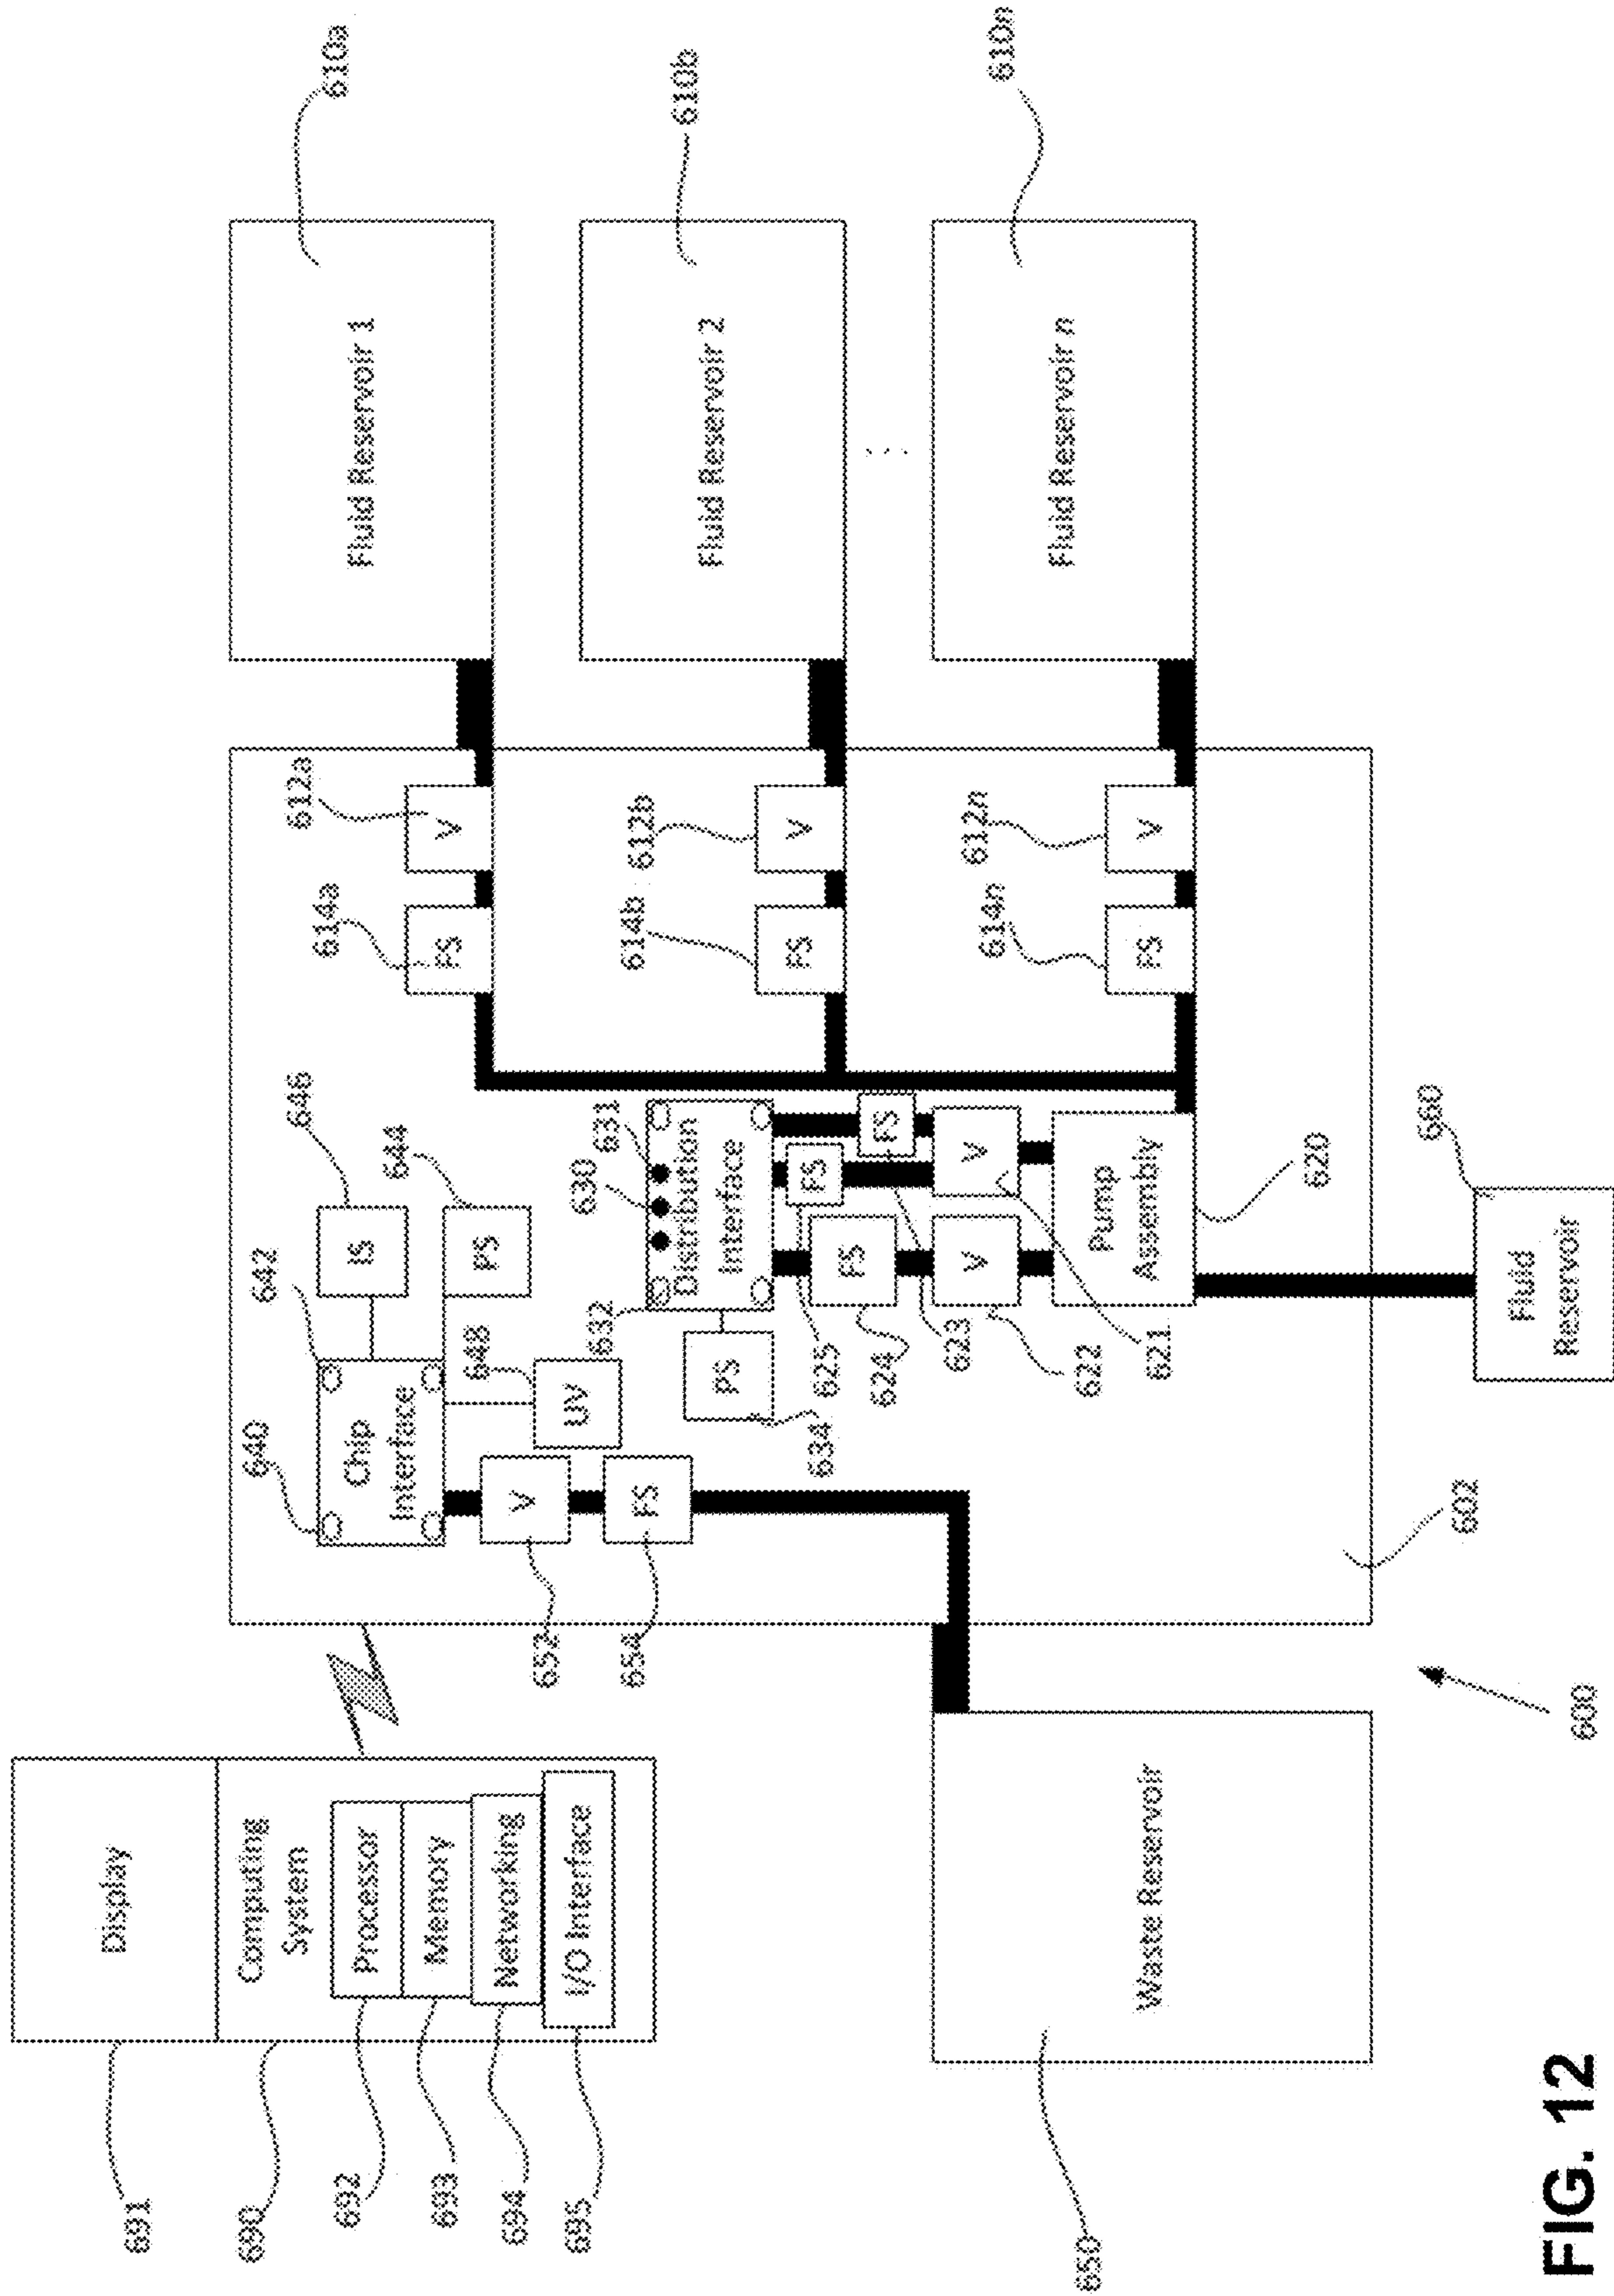 691
Display
690
Computing
System
692
Processor
693
Memory
694
Networking
695
I/O Interface
650
Waste Reservoir
600
602
652
654
640
Chip
Interface
642
V
FS
UV
648
IS
646
PS
644
PS
634
632
630
631
Distribution
Interface
625
624
623
622
621
FS
FS
FS
V
V
Pump
Assembly
620
Fluid
Reservoir
660
614a
FS
612a
V
614b
FS
612b
V
614n
FS
612n
V
Fluid Reservoir 1
610a
Fluid Reservoir 2
610b
. . .
Fluid Reservoir n
610n
FIG. 12